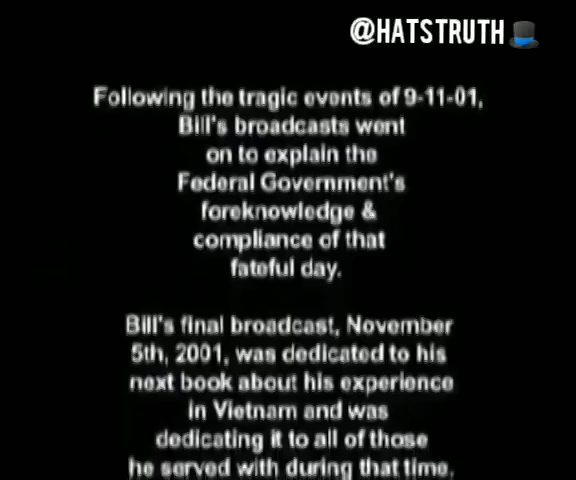 @HATSTRUTH
Following the tragic events of 9-11-01,
Bill's broadcasts went
on to explain the
Federal Government's
foreknowledge &
compliance of that
fateful day.
Bill's final broadcast, November
5th, 2001, was dedicated to his
next book about his experience
in Vietnam and was
dedicating it to all of those
he served with during that time.